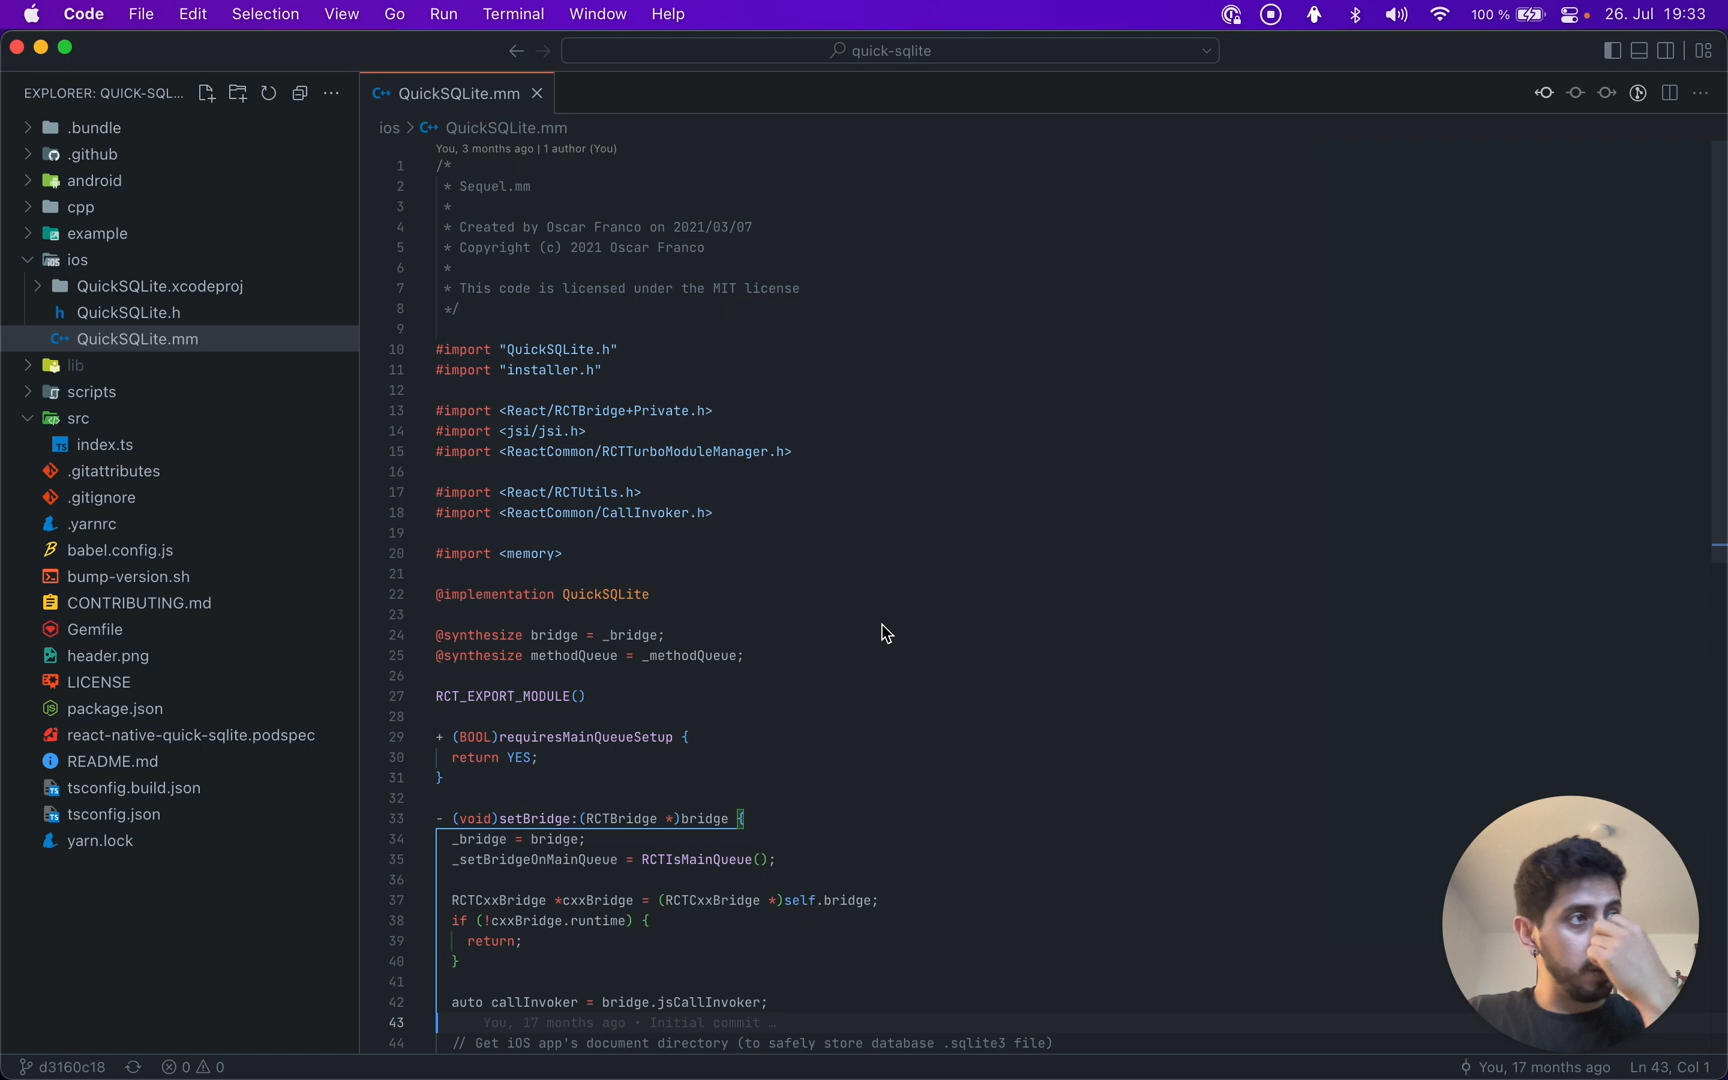 Code File Edit Selection View Go Run Terminal Window Help 100 % 26. Jul 19:33
quick-sqlite
EXPLORER: QUICK-SQL...
.bundle
.github
android
cpp
example
ios
QuickSQLite.xcodeproj
QuickSQLite.h
QuickSQLite.mm
lib
scripts
src
index.ts
.gitattributes
.gitignore
.yarnrc
babel.config.js
bump-version.sh
CONTRIBUTING.md
Gemfile
header.png
LICENSE
package.json
react-native-quick-sqlite.podspec
README.md
tsconfig.build.json
tsconfig.json
yarn.lock
QuickSQLite.mm
ios > QuickSQLite.mm
You, 3 months ago | 1 author (You)
1 /*
2 * Sequel.mm
3 *
4 * Created by Oscar Franco on 2021/03/07
5 * Copyright (c) 2021 Oscar Franco
6 *
7 * This code is licensed under the MIT license
8 */
9
10 #import "QuickSQLite.h"
11 #import "installer.h"
12
13 #import <React/RCTBridge+Private.h>
14 #import <jsi/jsi.h>
15 #import <ReactCommon/RCTTurboModuleManager.h>
16
17 #import <React/RCTUtils.h>
18 #import <ReactCommon/CallInvoker.h>
19
20 #import <memory>
21
22 @implementation QuickSQLite
23
24 @synthesize bridge = _bridge;
25 @synthesize methodQueue = _methodQueue;
26
27 RCT_EXPORT_MODULE()
28
29 + (BOOL)requiresMainQueueSetup {
30 return YES;
31 }
32
33 - (void)setBridge:(RCTBridge *)bridge {
34 _bridge = bridge;
35 _setBridgeOnMainQueue = RCTIsMainQueue();
36
37 RCTCxxBridge *cxxBridge = (RCTCxxBridge *)self.bridge;
38 if (!cxxBridge.runtime) {
39 return;
40 }
41
42 auto callInvoker = bridge.jsCallInvoker;
43 You, 17 months ago • Initial commit …
44 // Get iOS app's document directory (to safely store database .sqlite3 file)
d3160c18 0 0 You, 17 months ago Ln 43, Col 1